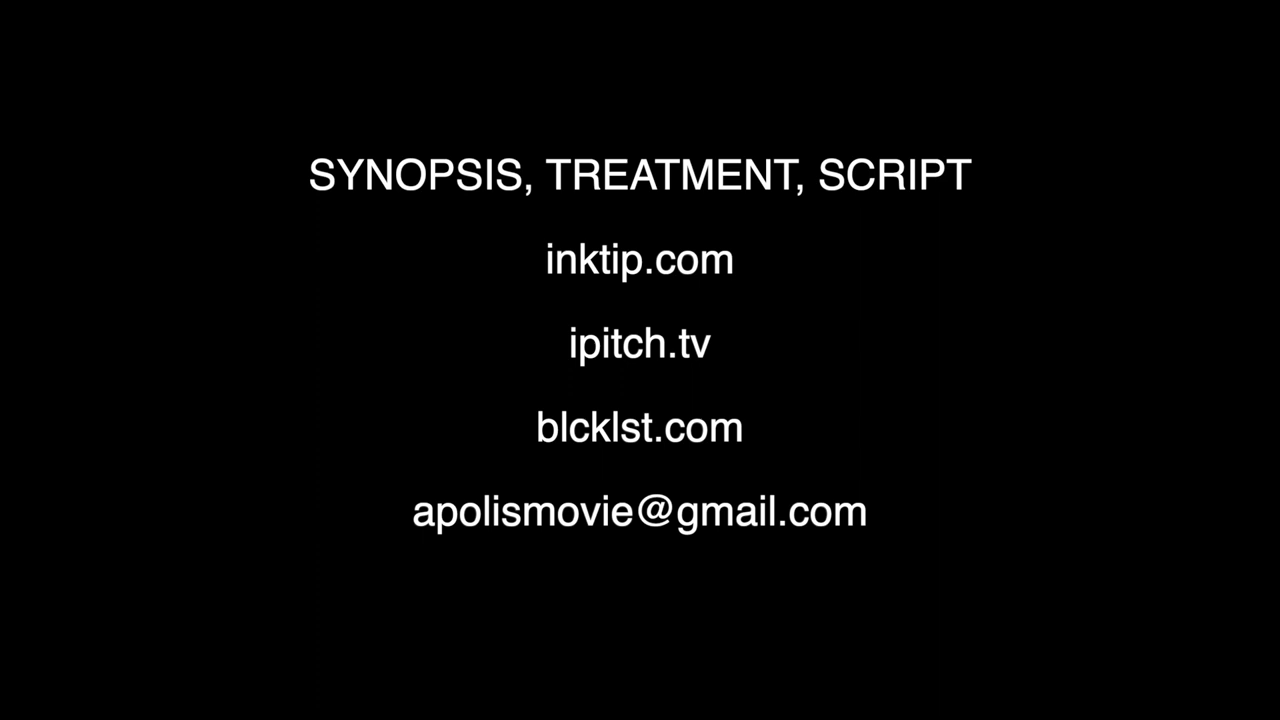 SYNOPSIS, TREATMENT, SCRIPT
inktip.com
ipitch.tv
blcklst.com
apolismovie@gmail.com